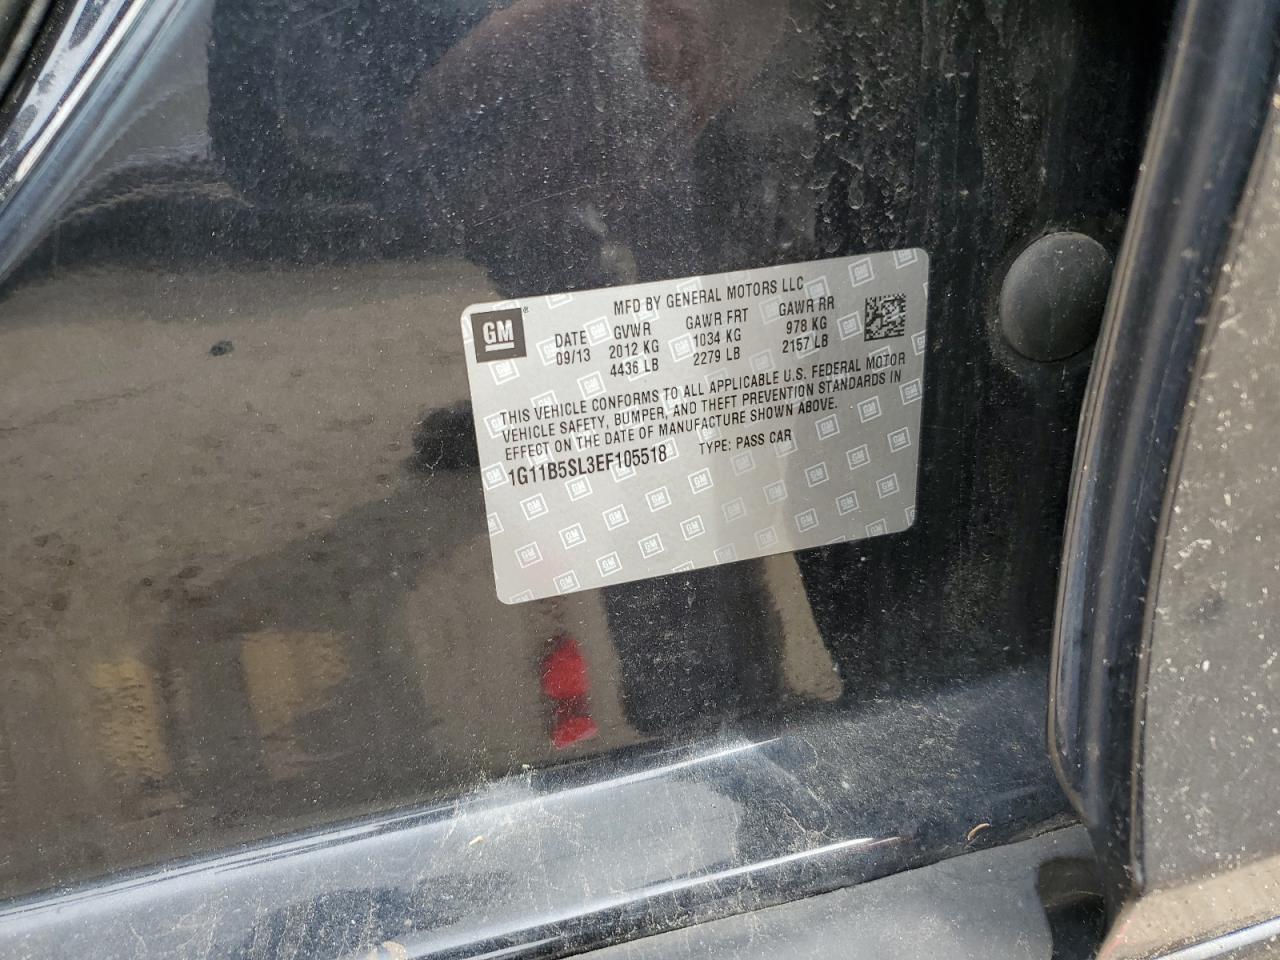 GM
MFD BY GENERAL MOTORS LLC
DATE GVWR GAWR FRT GAWR RR
09/13 2012 KG 1034 KG 978 KG
4436 LB 2279 LB 2157 LB
THIS VEHICLE CONFORMS TO ALL APPLICABLE U.S. FEDERAL MOTOR
VEHICLE SAFETY, BUMPER, AND THEFT PREVENTION STANDARDS IN
EFFECT ON THE DATE OF MANUFACTURE SHOWN ABOVE.
1G11B5SL3EF105518 TYPE: PASS CAR